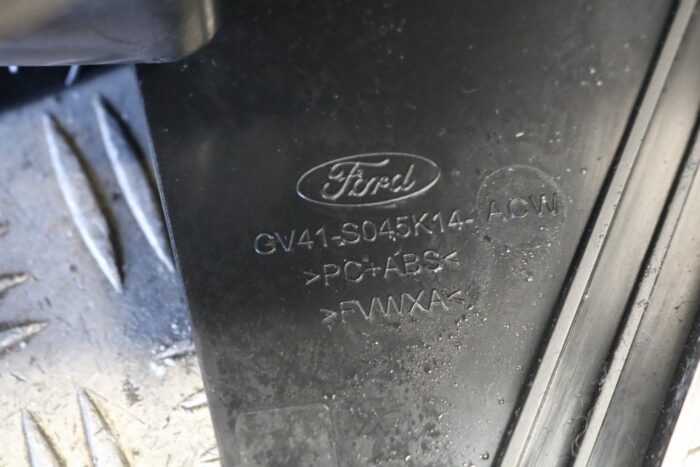 Ford
GV41-S045K14- ACW
>PC+ABS<
>FVWXA<